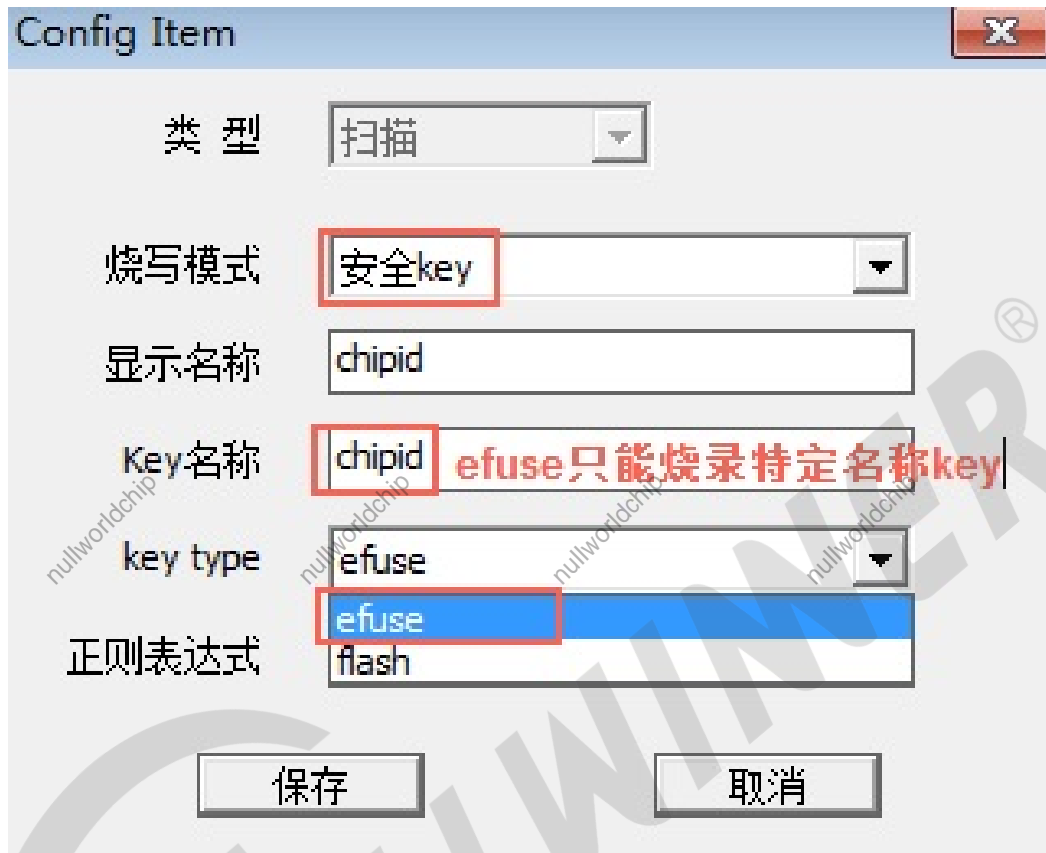 Config Item
类 型 扫描
烧写模式 安全key
显示名称 chipid
Key名称 chipid efuse只能烧录特定名称key
key type efuse
efuse
正则表达式 flash
保存 取消
nullworldchip nullworldchip nullworldchip nullworldchip
LLWINNER®